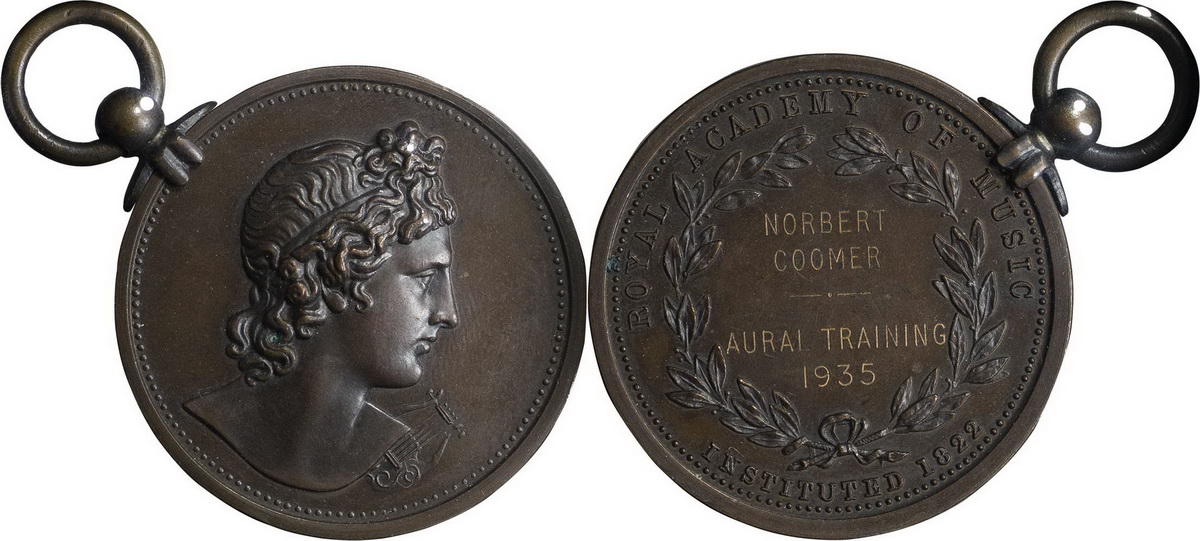 ROYAL ACADEMY OF MUSIC
NORBERT
COOMER
AURAL TRAINING
1935
INSTITUTED 1822